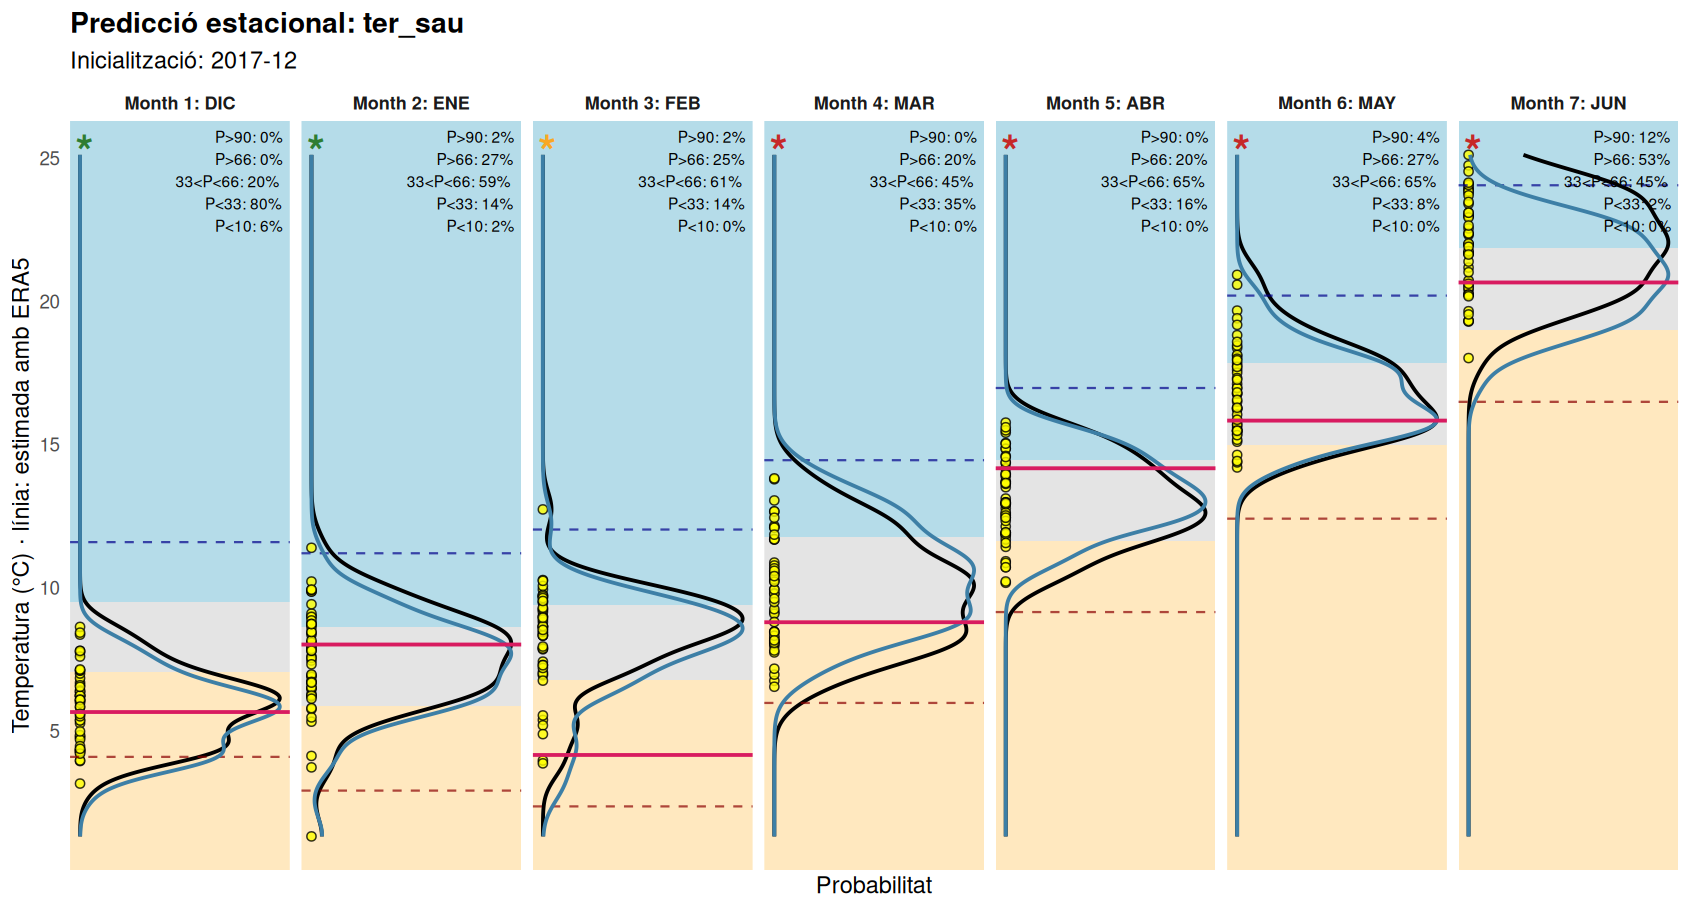 Predicció estacional: ter_sau
Inicialització: 2017-12
Month 1: DIC
Month 2: ENE
Month 3: FEB
Month 4: MAR
Month 5: ABR
Month 6: MAY
Month 7: JUN
*
P>90: 0%
P>66: 0%
33<P<66: 20%
P<33: 80%
P<10: 6%
*
P>90: 2%
P>66: 27%
33<P<66: 59%
P<33: 14%
P<10: 2%
*
P>90: 2%
P>66: 25%
33<P<66: 61%
P<33: 14%
P<10: 0%
*
P>90: 0%
P>66: 20%
33<P<66: 45%
P<33: 35%
P<10: 0%
*
P>90: 0%
P>66: 20%
33<P<66: 65%
P<33: 16%
P<10: 0%
*
P>90: 4%
P>66: 27%
33<P<66: 65%
P<33: 8%
P<10: 0%
*
P>90: 12%
P>66: 53%
33<P<66: 45%
P<33: 2%
P<10: 0%
25
20
15
10
5
Temperatura (°C) · línia: estimada amb ERA5
Probabilitat